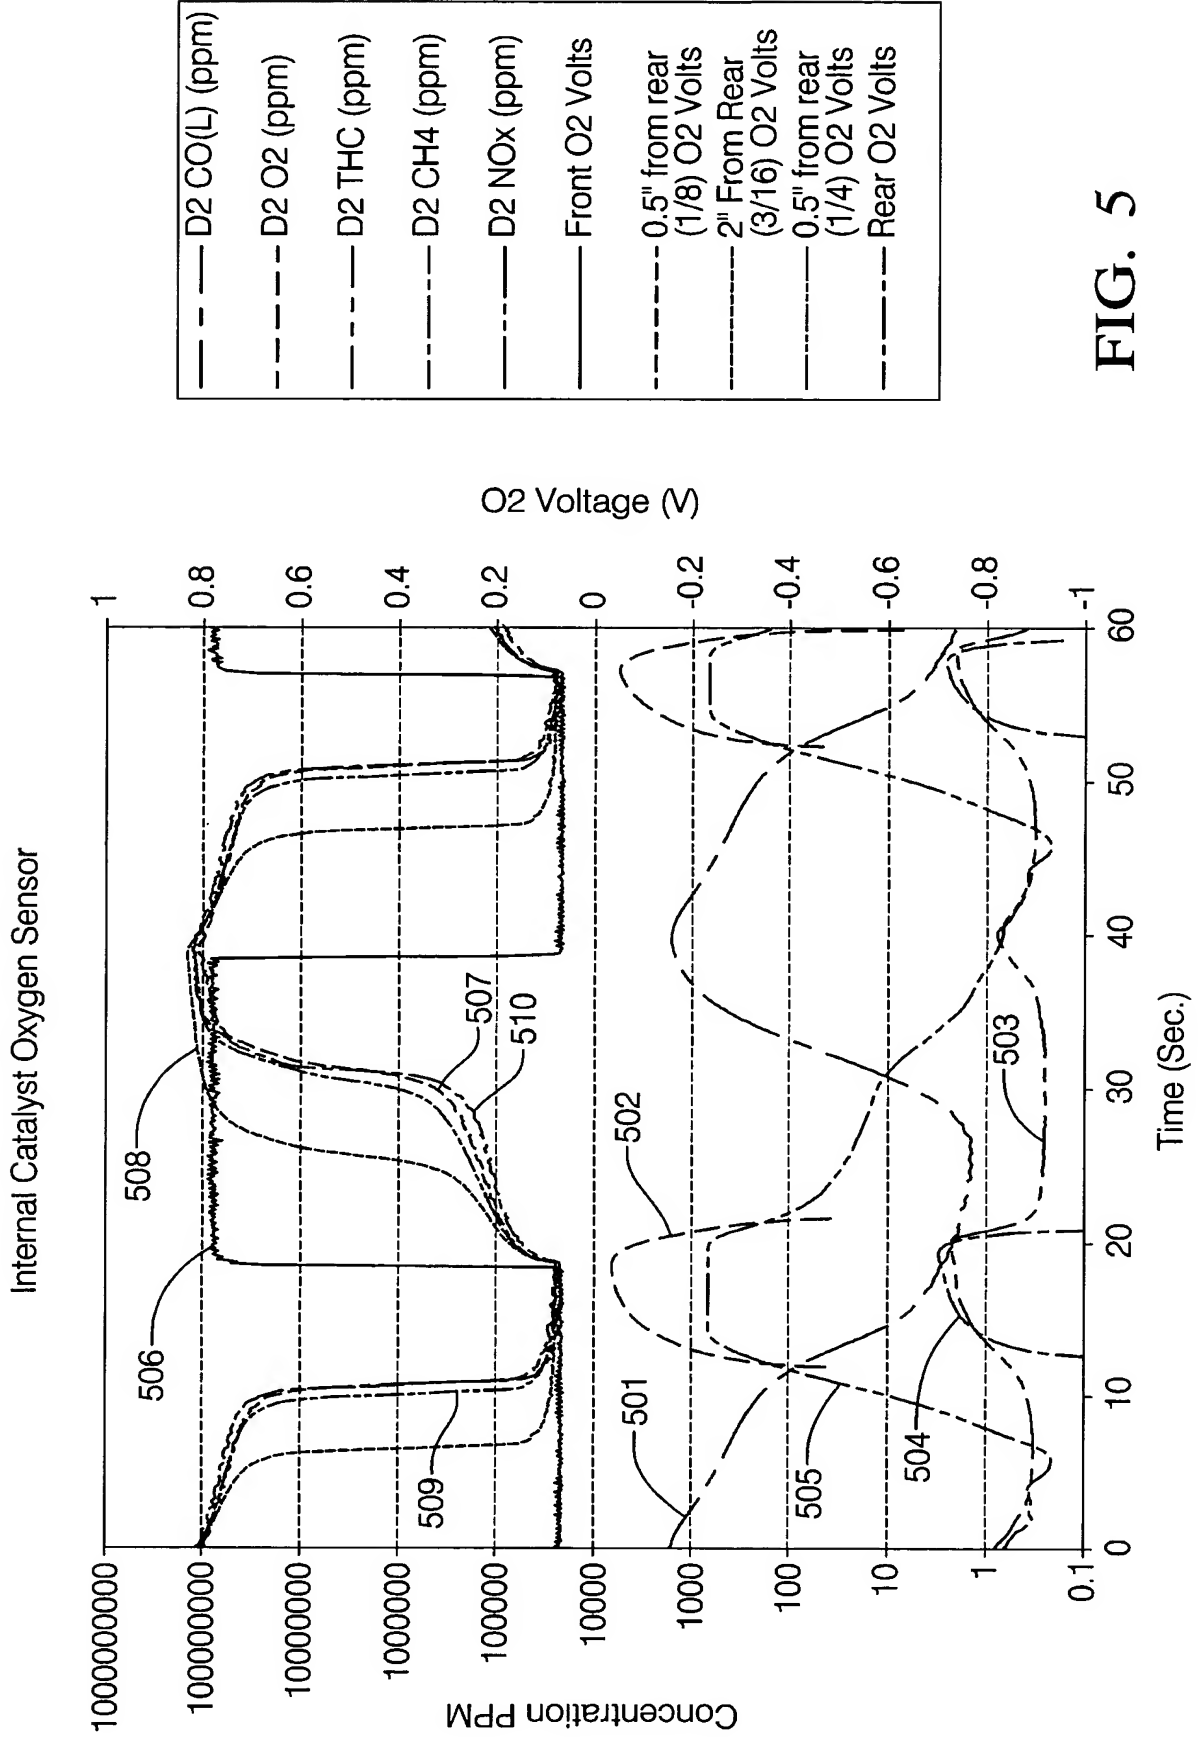 Internal Catalyst Oxygen Sensor
Concentration PPM
1000000000
100000000
10000000
1000000
100000
10000
1000
100
10
1
0.1
O2 Voltage (V)
1
0.8
0.6
0.4
0.2
0
-0.2
-0.4
-0.6
-0.8
-1
0
10
20
30
40
50
60
Time (Sec.)
506
508
509
507
510
501
502
505
504
503
D2 CO(L) (ppm)
D2 O2 (ppm)
D2 THC (ppm)
D2 CH4 (ppm)
D2 NOx (ppm)
Front O2 Volts
0.5" from rear
(1/8) O2 Volts
2" From Rear
(3/16) O2 Volts
0.5" from rear
(1/4) O2 Volts
Rear O2 Volts
FIG. 5